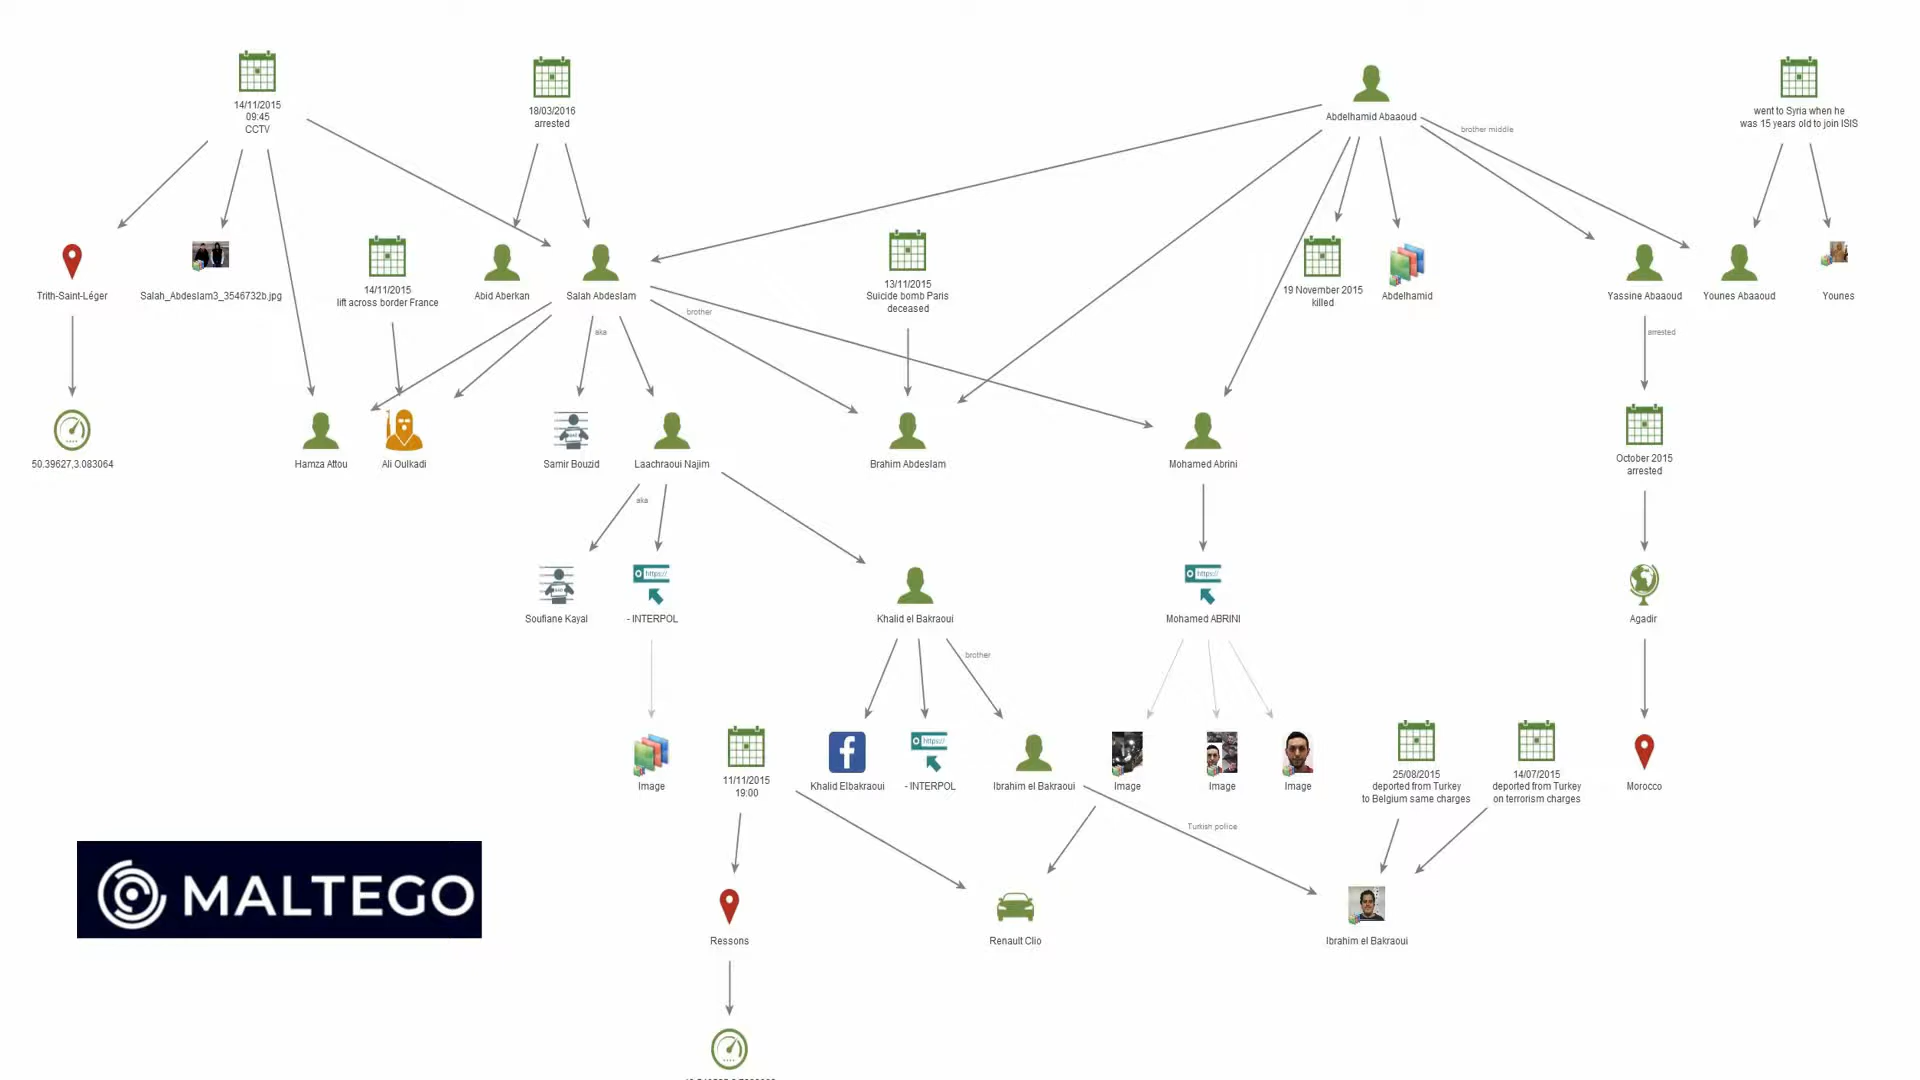 14/11/2015
09:45
CCTV
18/03/2016
arrested
Abdelhamid Abaaoud
brother middle
went to Syria when he
was 15 years old to join ISIS
Trith-Saint-Léger
Salah_Abdeslam3_3546732b.jpg
14/11/2015
lift across border France
Abid Aberkan
Salah Abdeslam
13/11/2015
Suicide bomb Paris
deceased
19 November 2015
killed
Abdelhamid
Yassine Abaaoud
Younes Abaaoud
Younes
brother
aka
arrested
50.39627,3.083064
Hamza Attou
Ali Oulkadi
Samir Bouzid
Laachraoui Najim
Brahim Abdeslam
Mohamed Abrini
October 2015
arrested
aka
https://
https://
Soufiane Kayal
- INTERPOL
Khalid el Bakraoui
Mohamed ABRINI
Agadir
brother
https://
Image
11/11/2015
19:00
Khalid Elbakraoui
- INTERPOL
Ibrahim el Bakraoui
Image
Image
Image
25/08/2015
deported from Turkey
to Belgium same charges
14/07/2015
deported from Turkey
on terrorism charges
Morocco
Turkish police
MALTEGO
Ressons
Renault Clio
Ibrahim el Bakraoui